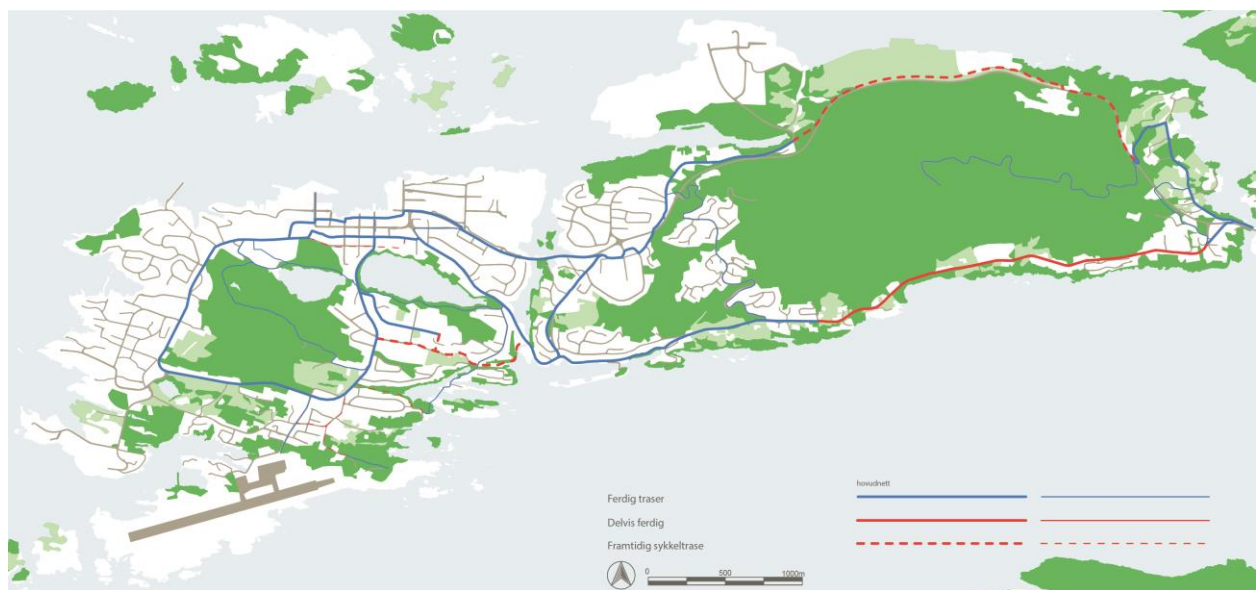 hovudnett
Ferdig traser
Delvis ferdig
Framtidig sykkeltrase
0 500 1000m